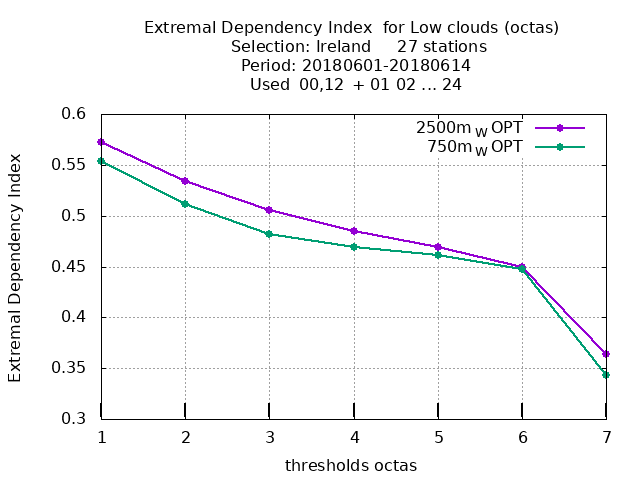 Extremal Dependency Index  for Low clouds (octas)
Selection: Ireland     27 stations
Period: 20180601-20180614
Used  00,12  + 01 02 ... 24
2500m W OPT
750m W OPT
Extremal Dependency Index
0.6
0.55
0.5
0.45
0.4
0.35
0.3
1 2 3 4 5 6 7
thresholds octas